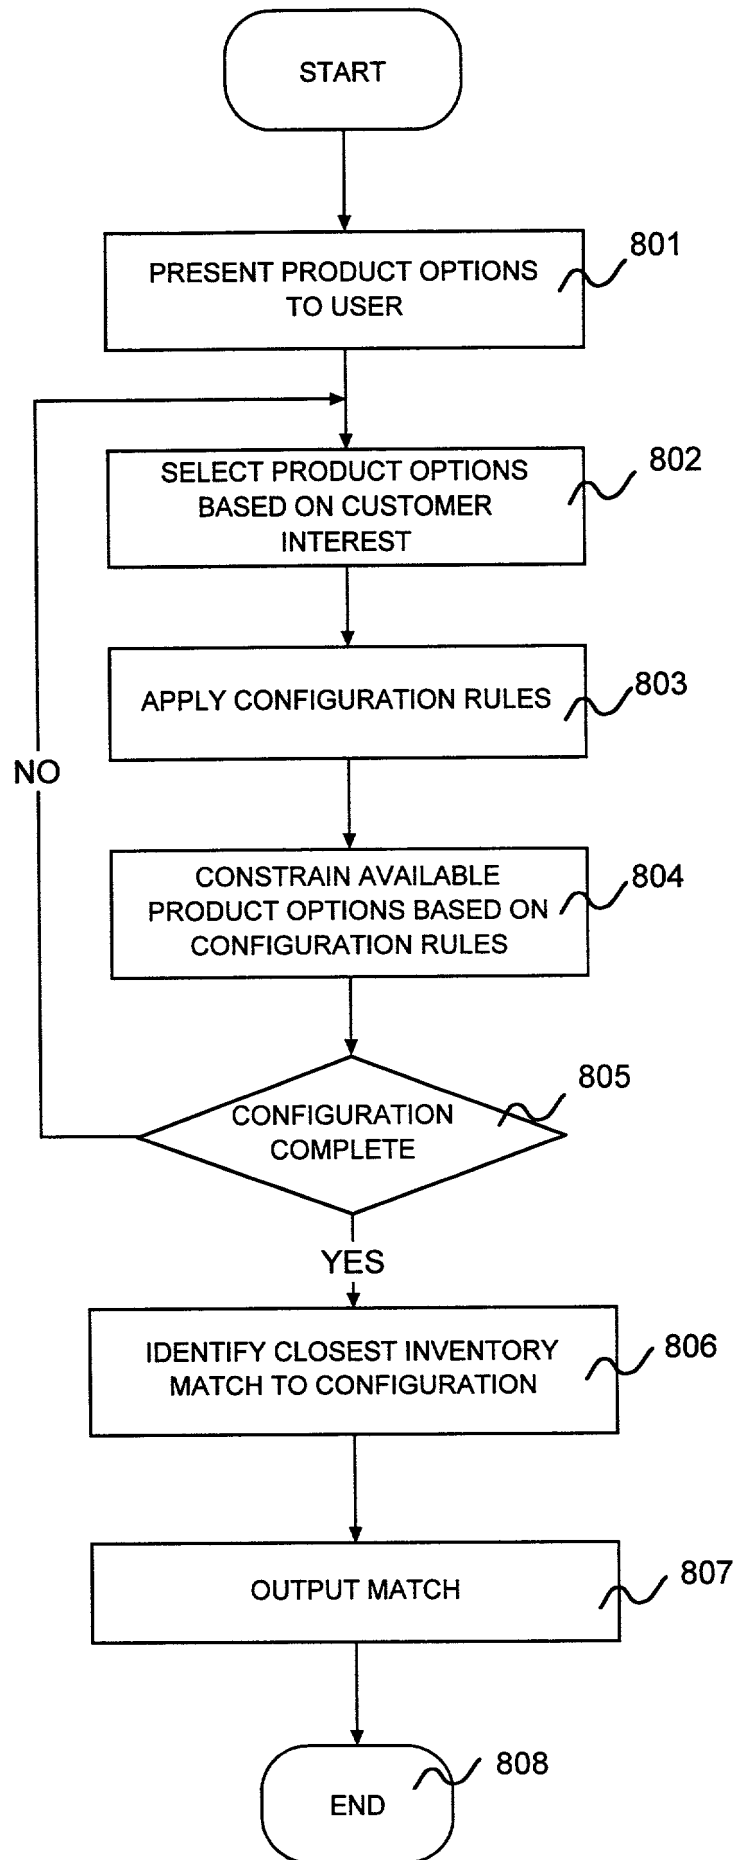 START
PRESENT PRODUCT OPTIONS
TO USER
801
SELECT PRODUCT OPTIONS
BASED ON CUSTOMER
INTEREST
802
APPLY CONFIGURATION RULES
803
NO
CONSTRAIN AVAILABLE
PRODUCT OPTIONS BASED ON
CONFIGURATION RULES
804
CONFIGURATION
COMPLETE
805
YES
IDENTIFY CLOSEST INVENTORY
MATCH TO CONFIGURATION
806
OUTPUT MATCH
807
END
808